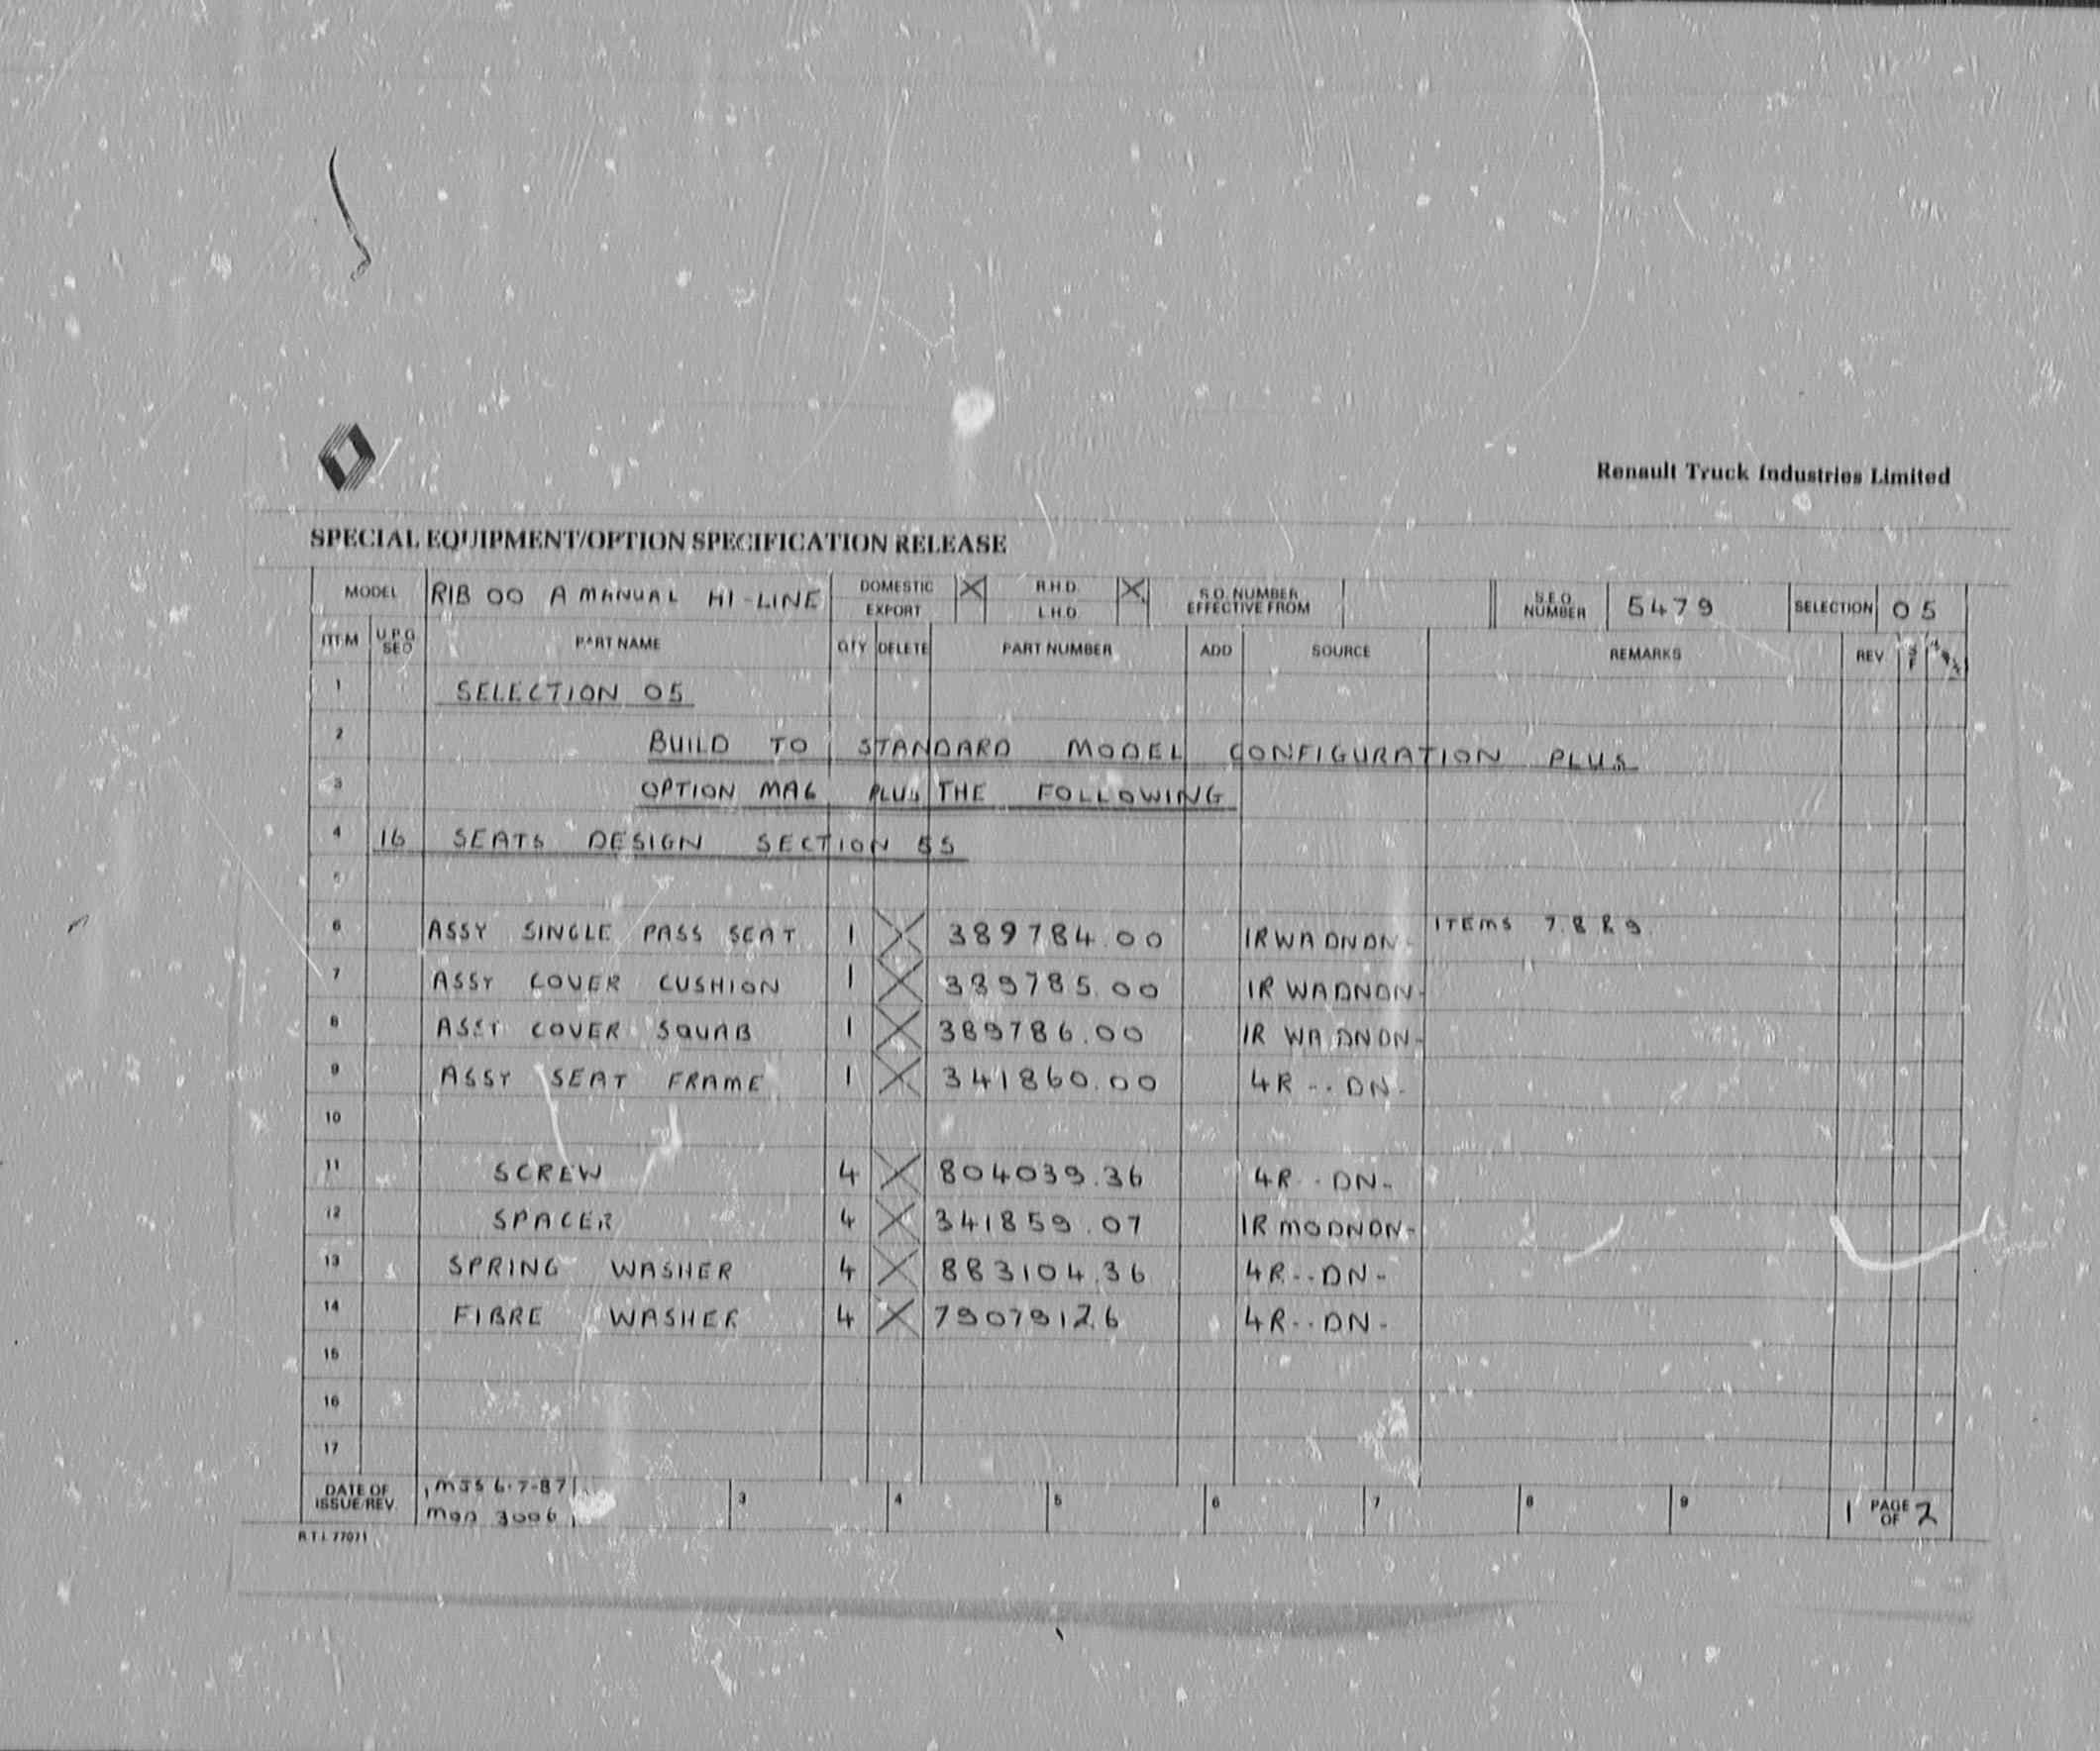 Renault Truck Industries Limited
SPECIAL EQUIPMENT/OPTION SPECIFICATION RELEASE
MODEL RIB 00 A MANUAL HI-LINE DOMESTIC X R.H.D. X S.O. NUMBER EFFECTIVE FROM S.E.O. NUMBER 5479 SELECTION 05
EXPORT L.H.D
ITEM U.P.G SEQ PART NAME QTY DELETE PART NUMBER ADD SOURCE REMARKS REV
1 SELECTION 05
2 BUILD TO STANDARD MODEL CONFIGURATION PLUS
3 OPTION MA6 PLUS THE FOLLOWING
4 16 SEATS DESIGN SECTION 55
5
6 ASSY SINGLE PASS SEAT 1 X 389784.00 1RWADNDN- ITEMS 7.8 & 9.
7 ASSY COVER CUSHION 1 X 389785.00 1R WADNDN-
8 ASSY COVER SQUAB 1 X 389786.00 1R WADNDN-
9 ASSY SEAT FRAME 1 X 341860.00 4R--DN-
10
11 SCREW 4 X 804039.36 4R--DN-
12 SPACER 4 X 341859.07 1R MODNDN-
13 SPRING WASHER 4 X 883104.36 4R--DN-
14 FIBRE WASHER 4 X 79079126 4R--DN-
15
16
17
DATE OF ISSUE/REV 1 MJS 6-7-87 3 4 5 6 7 8 9 1 PAGE OF 2
MOD 3006
R.T.I. 77071